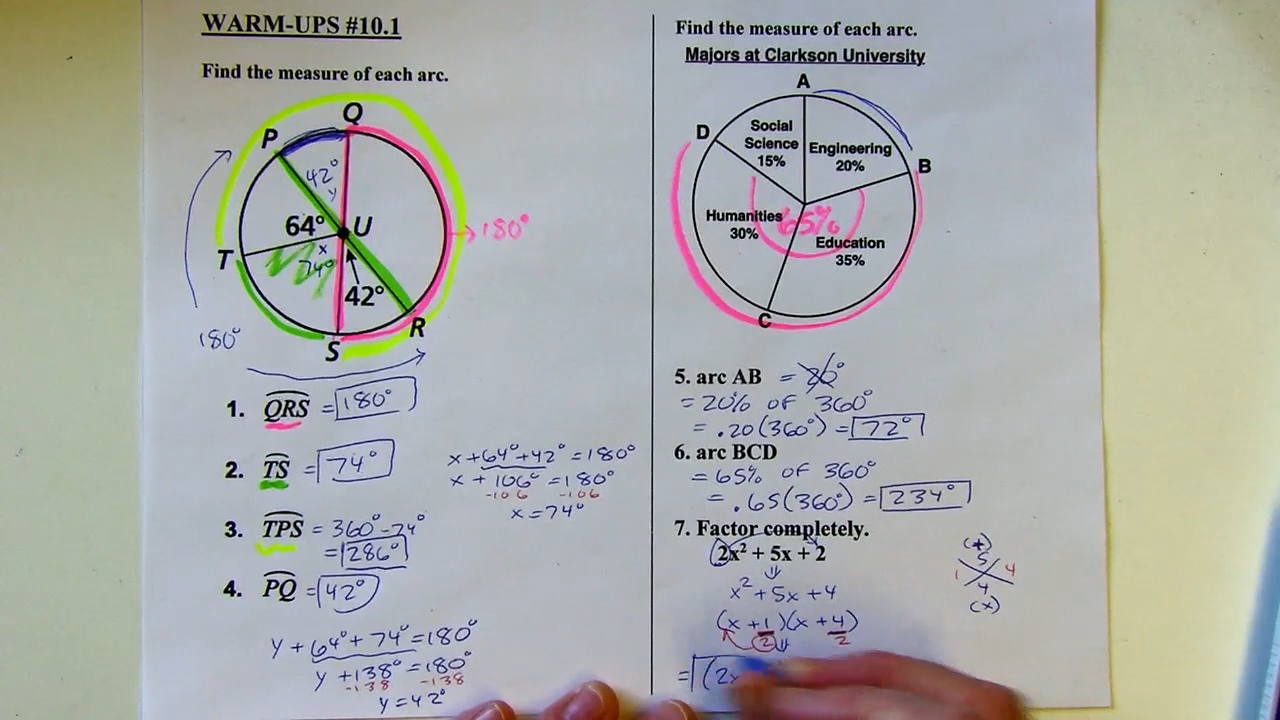 WARM-UPS #10.1
Find the measure of each arc.
Q
P
42°
y
64°
U
→180°
T
x
74°
42°
R
180°
S
1. QRS = 180°
2. TS = 74°
x+64°+42° = 180°
x + 106° = 180°
-106 -106
x = 74°
3. TPS = 360° - 74°
= 286°
4. PQ = 42°
y + 64° + 74° = 180°
y + 138° = 180°
-138 -138
y = 42°
Find the measure of each arc.
Majors at Clarkson University
A
D
Social
Science
15%
Engineering
20%
B
Humanities
30%
65%
Education
35%
C
5. arc AB = 20°
= 20% OF 360°
= .20(360°) = 72°
6. arc BCD
= 65% OF 360°
= .65(360°) = 234°
7. Factor completely.
2x² + 5x + 2
⇓
x² + 5x + 4
(x + 1)(x + 4)
2 ⇓ 2
= (2x
(+)
5
1 4
4
(x)